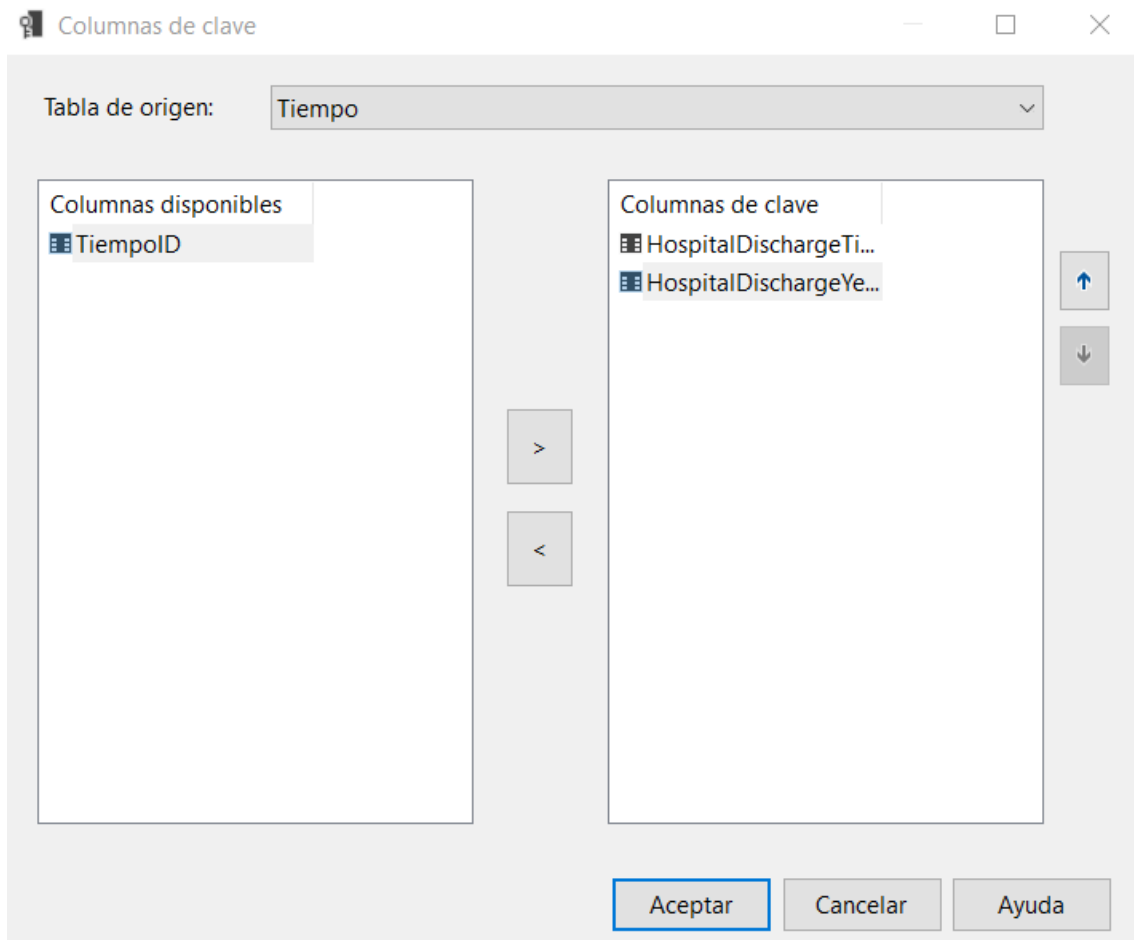 Columnas de clave
Tabla de origen: Tiempo
Columnas disponibles
TiempoID
Columnas de clave
HospitalDischargeTi...
HospitalDischargeYe...
>
<
Aceptar Cancelar Ayuda